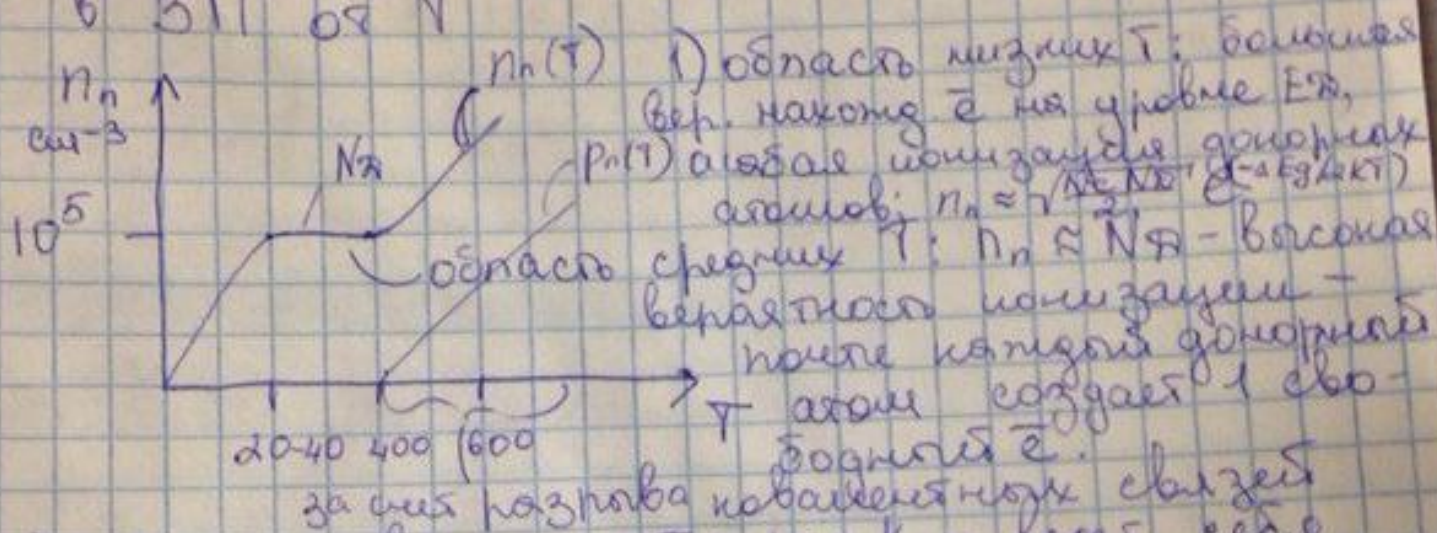 nₙ
см⁻³
10⁵
Nд
nₙ(T)
pₙ(T)
20-40 400 600
T
1) область низких T: большая
вер. нахожд ē на уровне Eд,
слабая ионизация донорных
атомов; nₙ ≈
область средних T: nₙ ≈ Nд - высокая
вероятность ионизации -
почти каждый донорный
атом создает 1 сво-
бодный ē.
за счет разрыва ковалентных связей